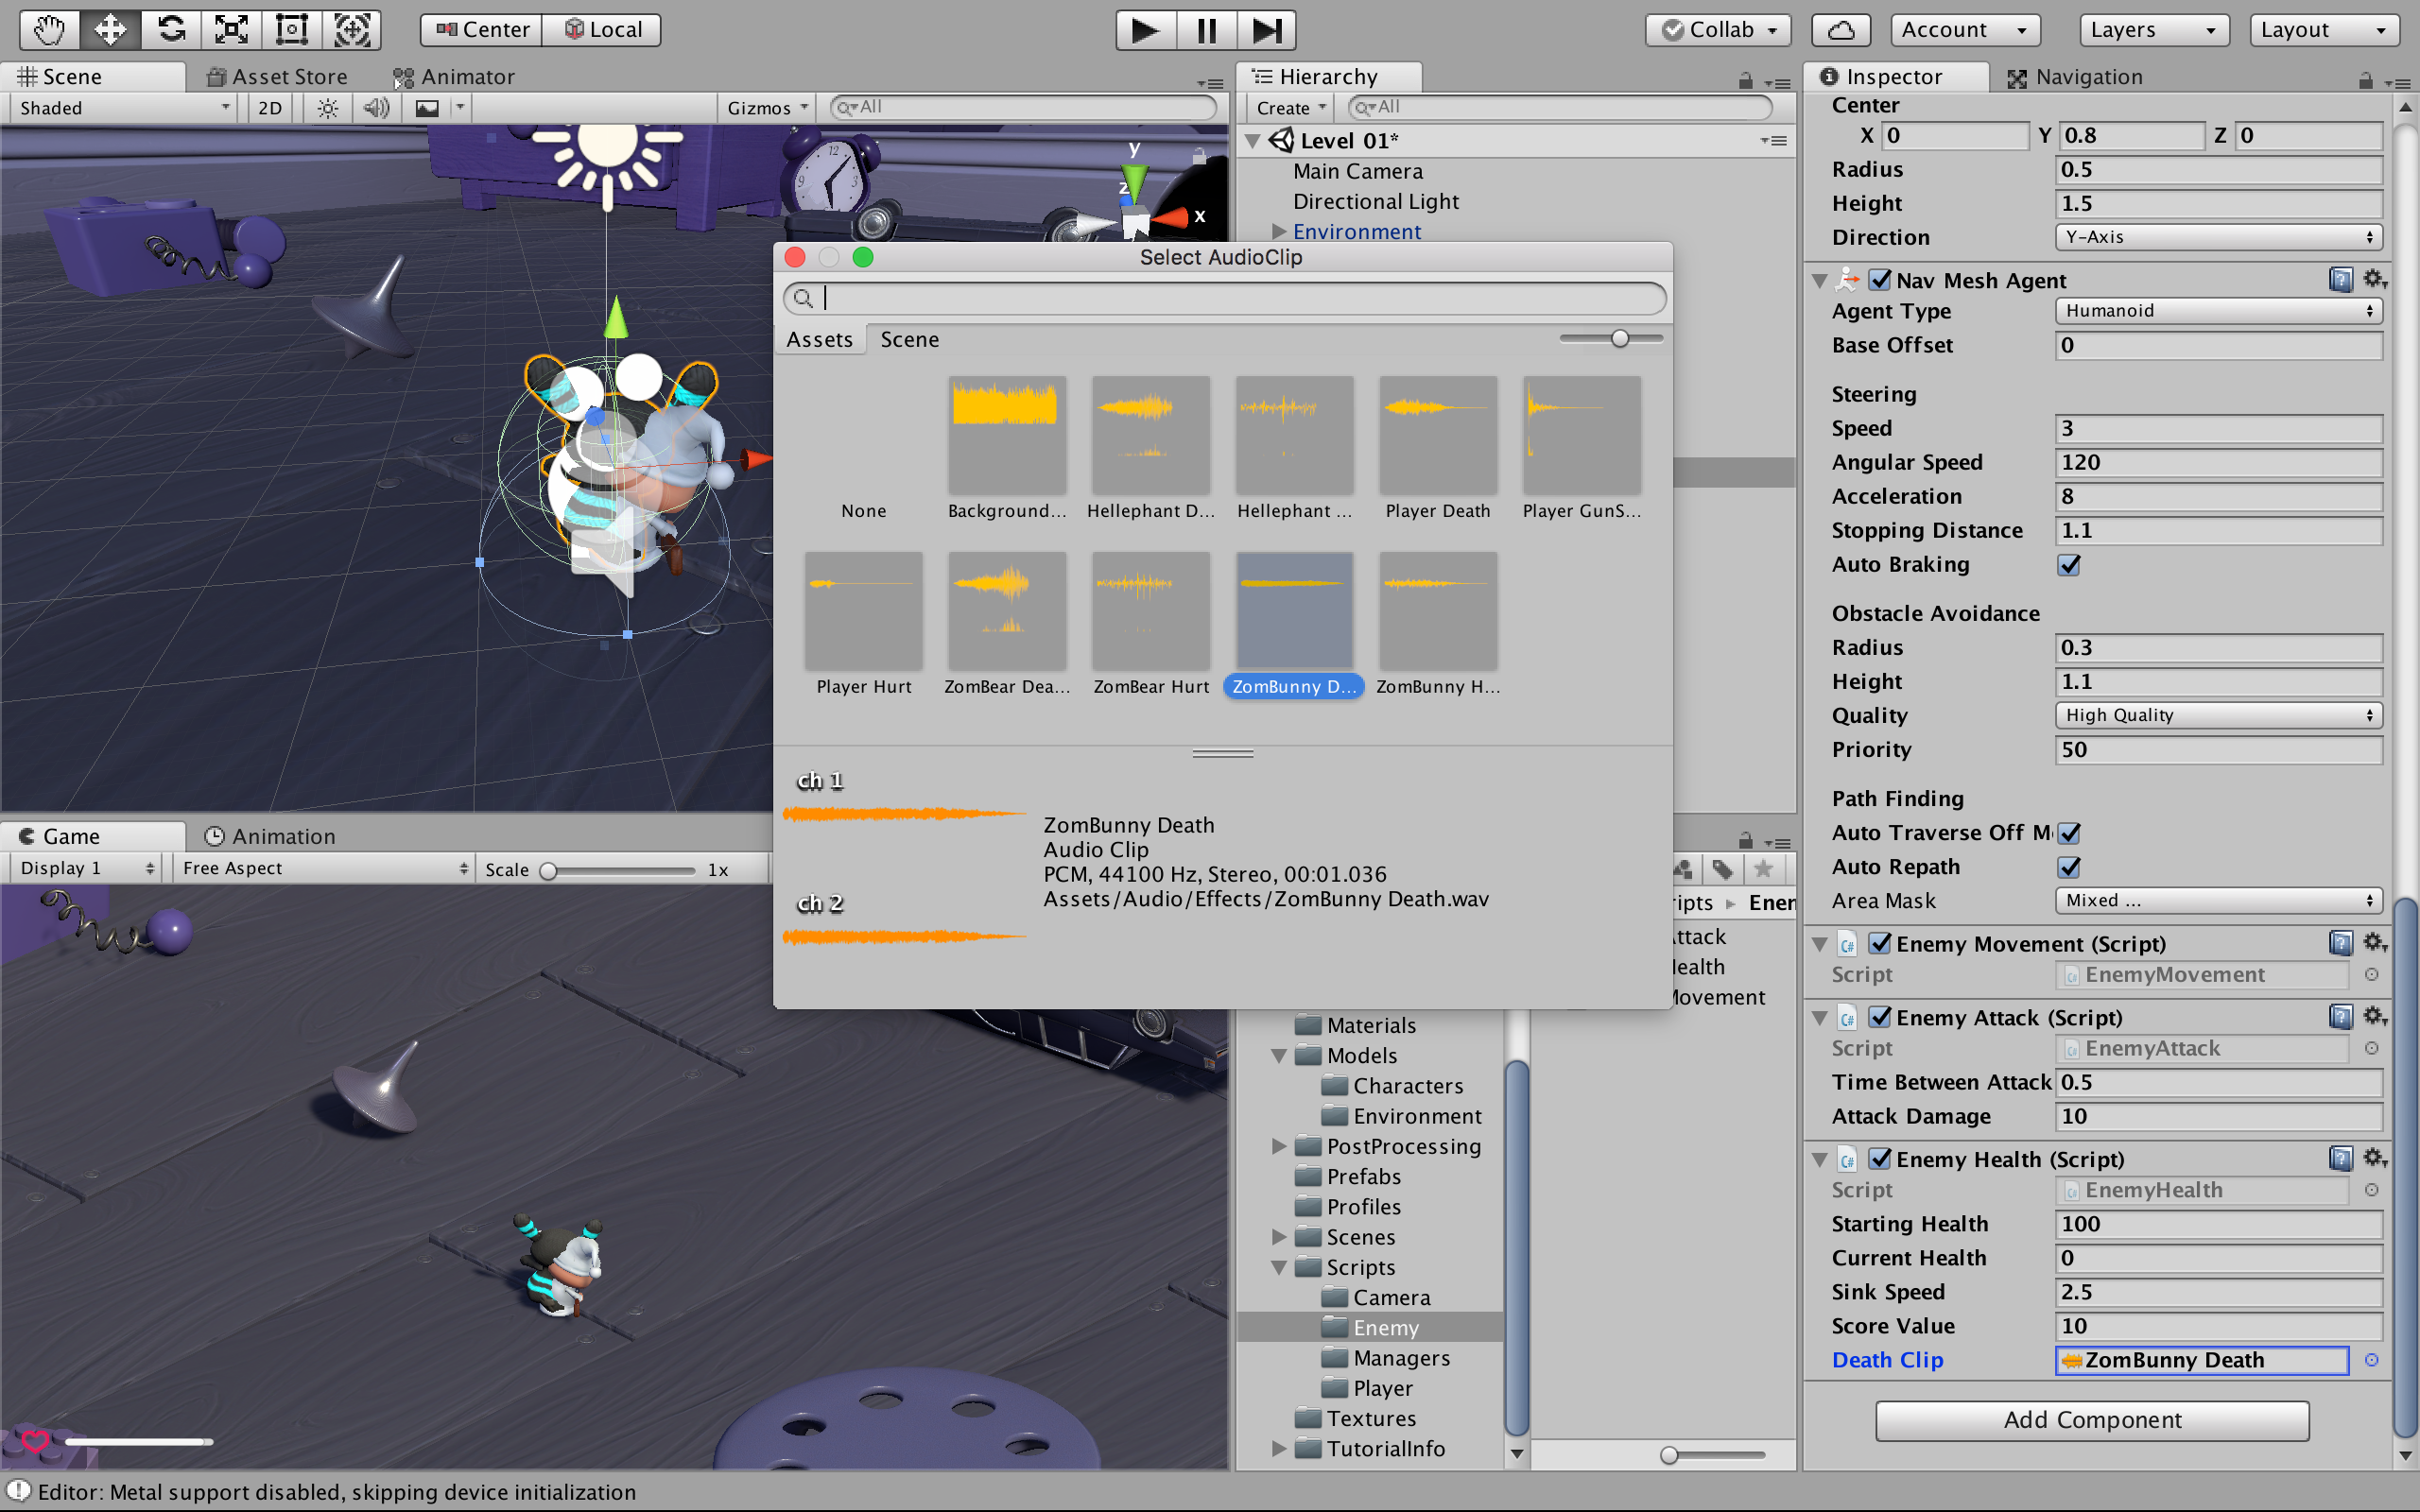 Center Local
Collab Account Layers Layout
Scene Asset Store Animator
Shaded 2D Gizmos All
y
z
x
12
3
Hierarchy
Create All
Level 01*
Main Camera
Directional Light
Environment
Select AudioClip
Assets Scene
None Background... Hellephant D... Hellephant ... Player Death Player GunS...
Player Hurt ZomBear Dea... ZomBear Hurt ZomBunny D... ZomBunny H...
ch 1
ch 2
ZomBunny Death
Audio Clip
PCM, 44100 Hz, Stereo, 00:01.036
Assets/Audio/Effects/ZomBunny Death.wav
Game Animation
Display 1 Free Aspect Scale 1x
ripts Ener
ttack
ealth
Movement
Materials
Models
Characters
Environment
PostProcessing
Prefabs
Profiles
Scenes
Scripts
Camera
Enemy
Managers
Player
Textures
TutorialInfo
Inspector Navigation
Center
X 0 Y 0.8 Z 0
Radius 0.5
Height 1.5
Direction Y-Axis
Nav Mesh Agent
Agent Type Humanoid
Base Offset 0
Steering
Speed 3
Angular Speed 120
Acceleration 8
Stopping Distance 1.1
Auto Braking
Obstacle Avoidance
Radius 0.3
Height 1.1
Quality High Quality
Priority 50
Path Finding
Auto Traverse Off M
Auto Repath
Area Mask Mixed ...
C# Enemy Movement (Script)
Script EnemyMovement
C# Enemy Attack (Script)
Script EnemyAttack
Time Between Attack 0.5
Attack Damage 10
C# Enemy Health (Script)
Script EnemyHealth
Starting Health 100
Current Health 0
Sink Speed 2.5
Score Value 10
Death Clip ZomBunny Death
Add Component
Editor: Metal support disabled, skipping device initialization